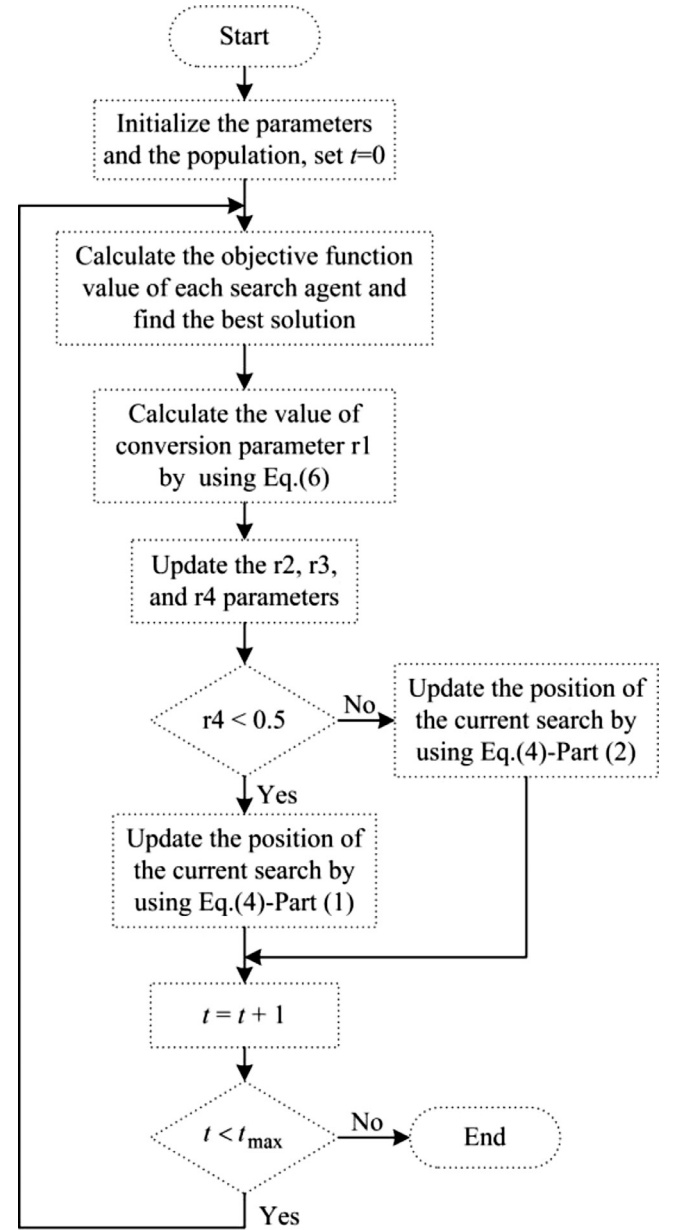 Start
Initialize the parameters
and the population, set t=0
Calculate the objective function
value of each search agent and
find the best solution
Calculate the value of
conversion parameter r1
by using Eq.(6)
Update the r2, r3,
and r4 parameters
r4 < 0.5
No
Update the position of
the current search by
using Eq.(4)-Part (2)
Yes
Update the position of
the current search by
using Eq.(4)-Part (1)
t = t + 1
t < tmax
No
End
Yes